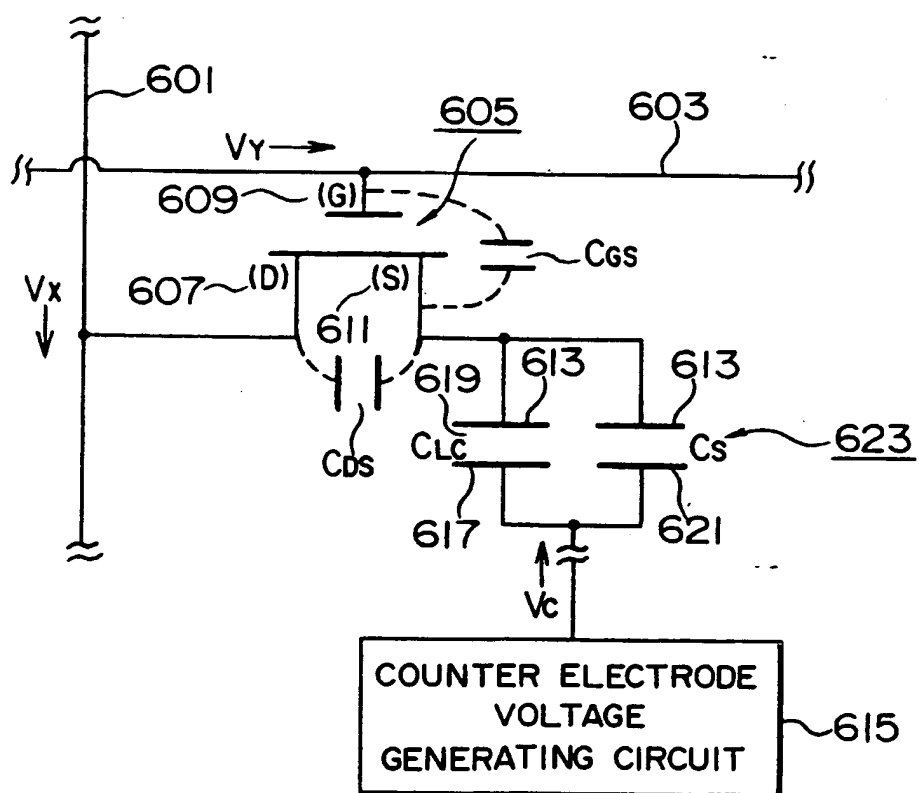 601
605
603
VY
609
(G)
CGS
607
(D)
(S)
VX
611
619
613
613
CDS
CLC
CS
623
617
621
VC
COUNTER ELECTRODE
VOLTAGE
GENERATING CIRCUIT
615